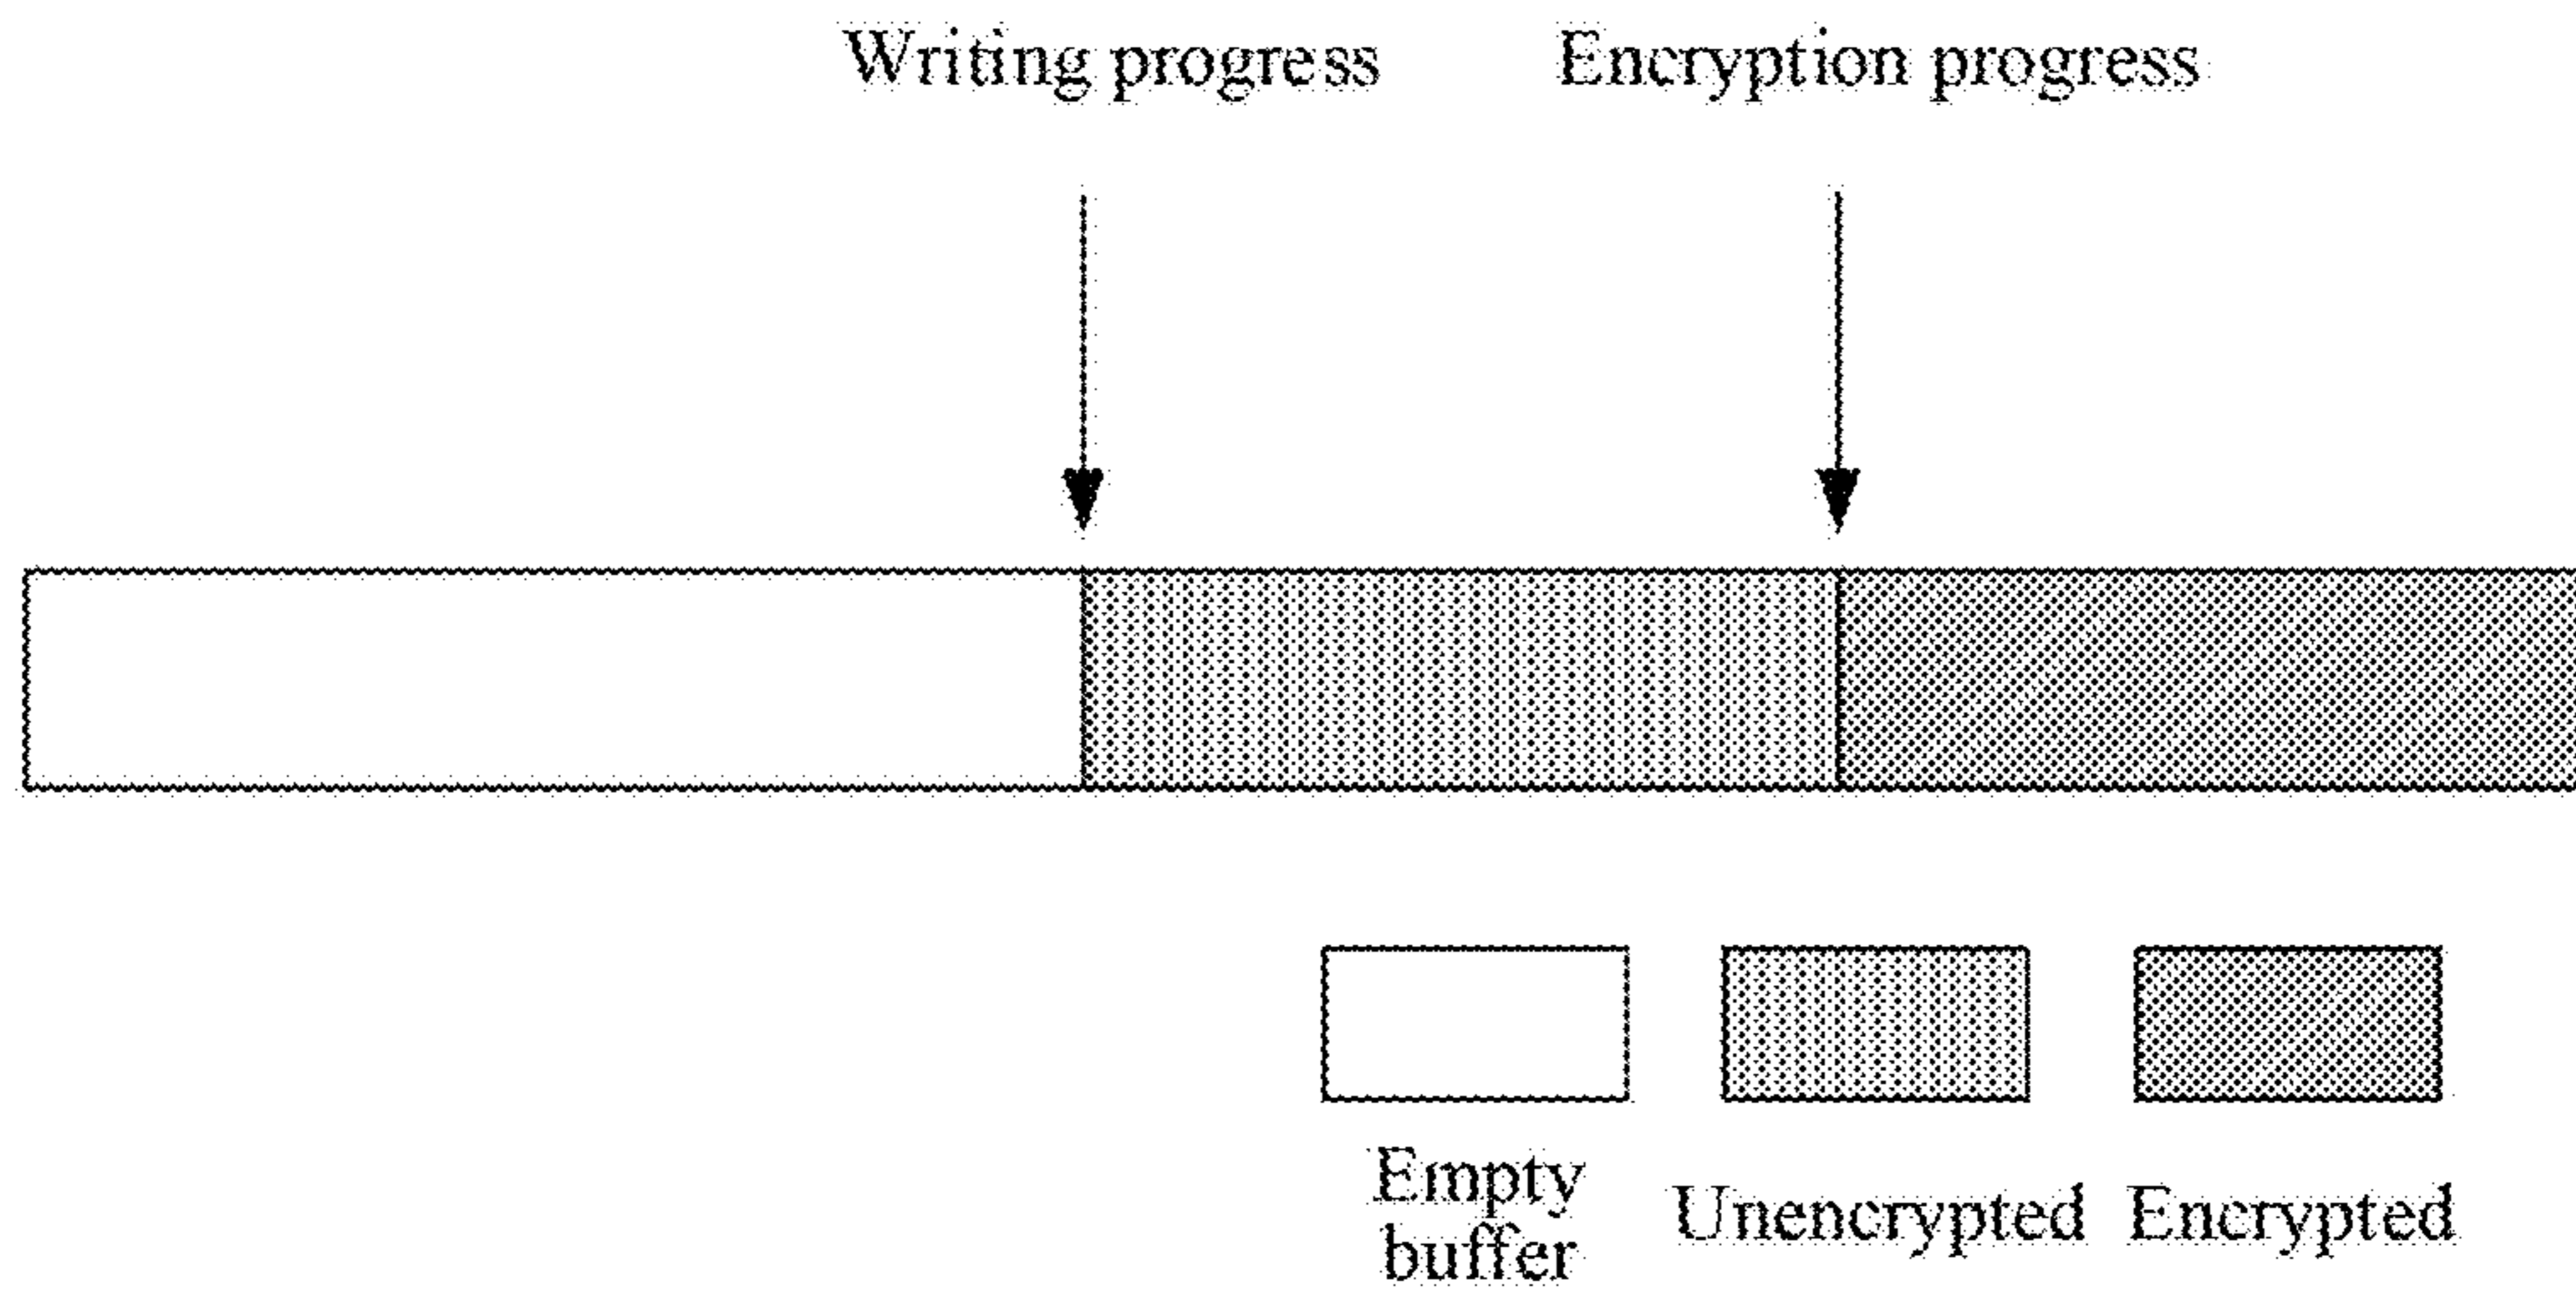 Writing progress
Encryption progress
Empty
buffer
Unencrypted
Encrypted